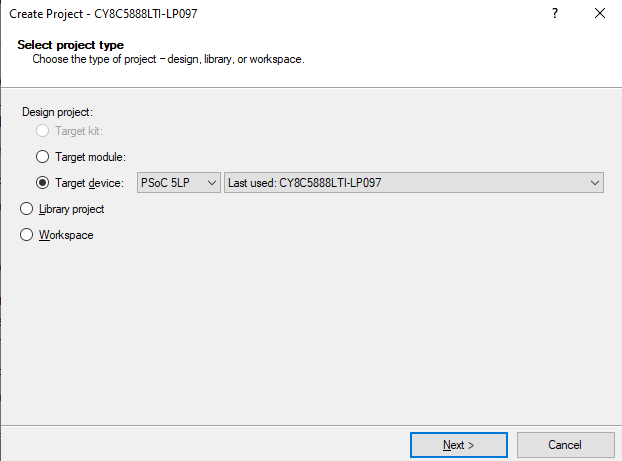 Create Project - CY8C5888LTI-LP097 ?
Select project type
Choose the type of project – design, library, or workspace.
Design project:
Target kit:
Target module:
Target device: PSoC 5LP Last used: CY8C5888LTI-LP097
Library project
Workspace
Next > Cancel